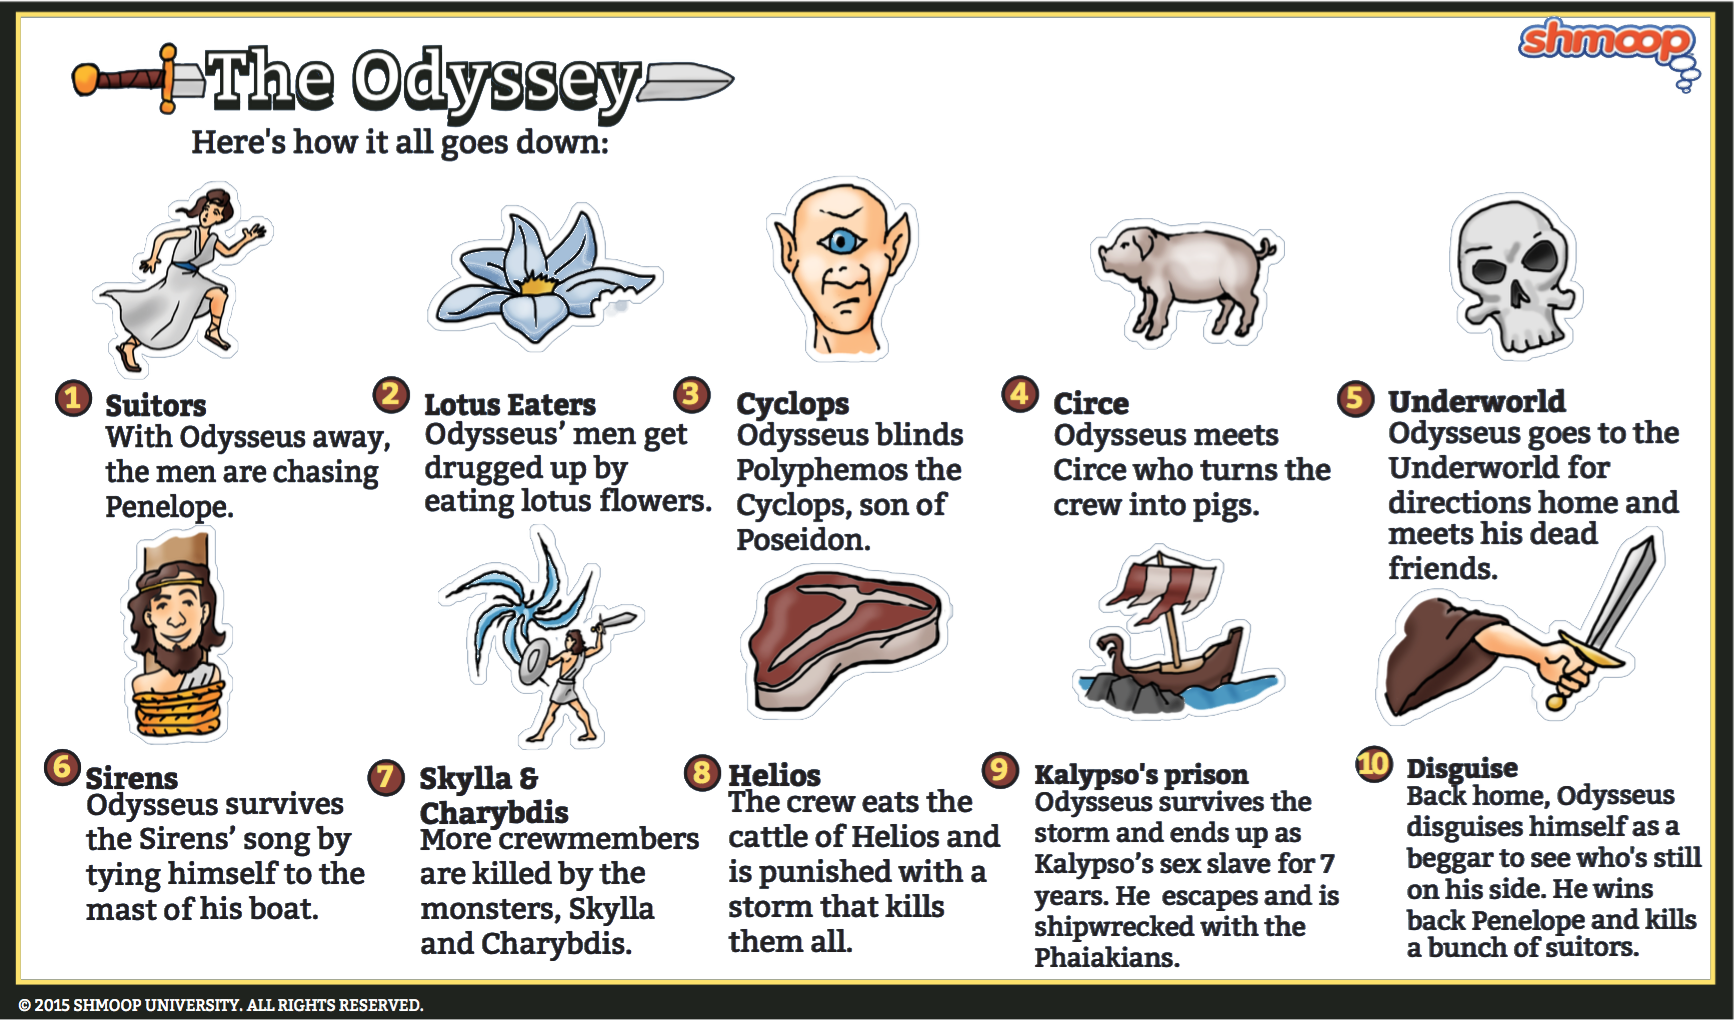 shmoop
The Odyssey
Here's how it all goes down:
1 Suitors
With Odysseus away,
the men are chasing
Penelope.
2 Lotus Eaters
Odysseus’ men get
drugged up by
eating lotus flowers.
3 Cyclops
Odysseus blinds
Polyphemos the
Cyclops, son of
Poseidon.
4 Circe
Odysseus meets
Circe who turns the
crew into pigs.
5 Underworld
Odysseus goes to the
Underworld for
directions home and
meets his dead
friends.
6 Sirens
Odysseus survives
the Sirens’ song by
tying himself to the
mast of his boat.
7 Skylla &
Charybdis
More crewmembers
are killed by the
monsters, Skylla
and Charybdis.
8 Helios
The crew eats the
cattle of Helios and
is punished with a
storm that kills
them all.
9 Kalypso's prison
Odysseus survives the
storm and ends up as
Kalypso’s sex slave for 7
years. He escapes and is
shipwrecked with the
Phaiakians.
10 Disguise
Back home, Odysseus
disguises himself as a
beggar to see who's still
on his side. He wins
back Penelope and kills
a bunch of suitors.
© 2015 SHMOOP UNIVERSITY. ALL RIGHTS RESERVED.